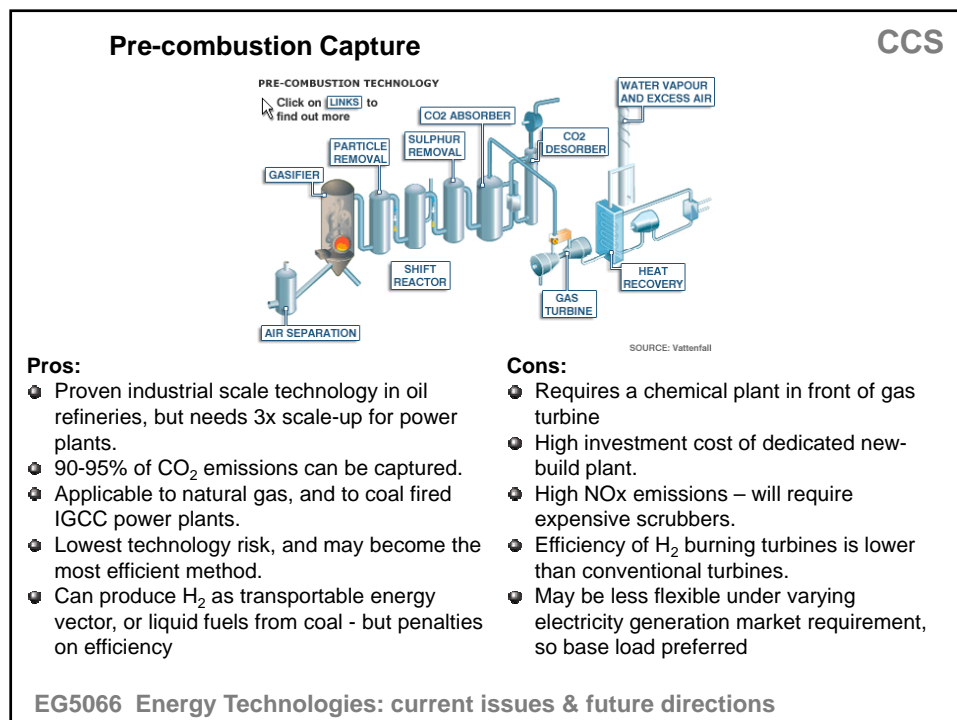 Pre-combustion Capture
CCS
PRE-COMBUSTION TECHNOLOGY
Click on LINKS to
find out more
WATER VAPOUR
AND EXCESS AIR
CO2 ABSORBER
CO2
DESORBER
SULPHUR
REMOVAL
PARTICLE
REMOVAL
GASIFIER
SHIFT
REACTOR
HEAT
RECOVERY
GAS
TURBINE
AIR SEPARATION
SOURCE: Vattenfall
Pros:
Proven industrial scale technology in oil
refineries, but needs 3x scale-up for power
plants.
90-95% of CO2 emissions can be captured.
Applicable to natural gas, and to coal fired
IGCC power plants.
Lowest technology risk, and may become the
most efficient method.
Can produce H2 as transportable energy
vector, or liquid fuels from coal - but penalties
on efficiency
Cons:
Requires a chemical plant in front of gas
turbine
High investment cost of dedicated new-
build plant.
High NOx emissions – will require
expensive scrubbers.
Efficiency of H2 burning turbines is lower
than conventional turbines.
May be less flexible under varying
electricity generation market requirement,
so base load preferred
EG5066 Energy Technologies: current issues & future directions